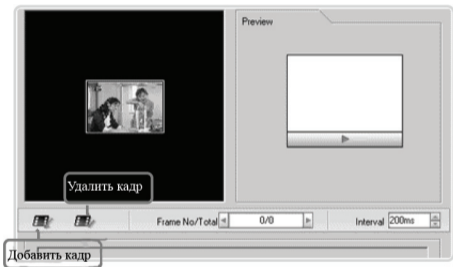 Preview
Удалить кадр
Frame No/Total
0/0
Interval
200ms
Добавить кадр